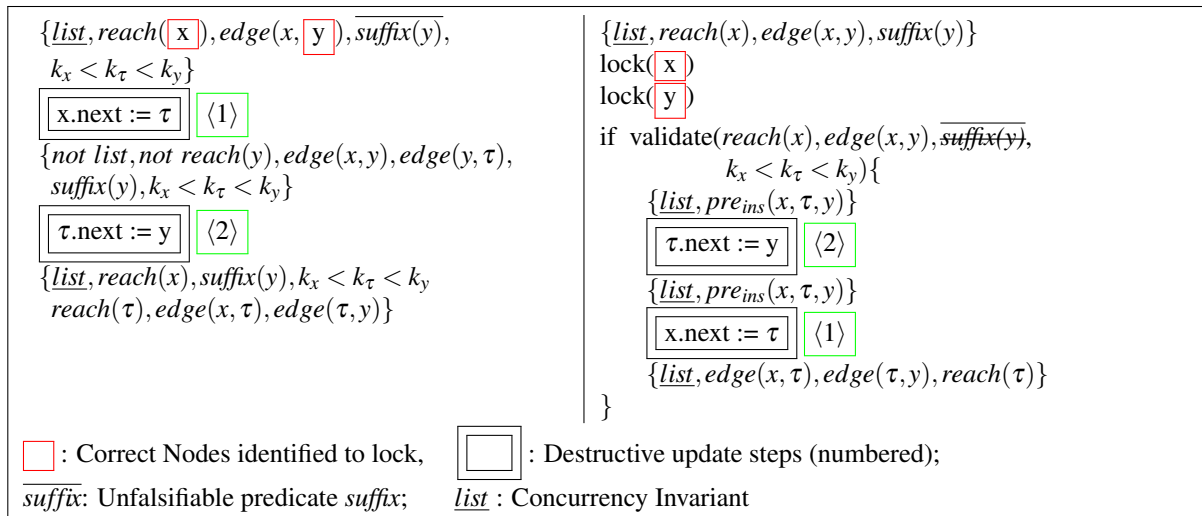 {list, reach( x ), edge(x, y ), suffix(y),
k_x < k_τ < k_y}
x.next := τ ⟨1⟩
{not list, not reach(y), edge(x, y), edge(y, τ),
suffix(y), k_x < k_τ < k_y}
τ.next := y ⟨2⟩
{list, reach(x), suffix(y), k_x < k_τ < k_y
reach(τ), edge(x, τ), edge(τ, y)}
{list, reach(x), edge(x, y), suffix(y)}
lock( x )
lock( y )
if validate(reach(x), edge(x, y), suffix(y),
k_x < k_τ < k_y){
{list, pre_ins(x, τ, y)}
τ.next := y ⟨2⟩
{list, pre_ins(x, τ, y)}
x.next := τ ⟨1⟩
{list, edge(x, τ), edge(τ, y), reach(τ)}
}
: Correct Nodes identified to lock, : Destructive update steps (numbered);
suffix: Unfalsifiable predicate suffix; list : Concurrency Invariant